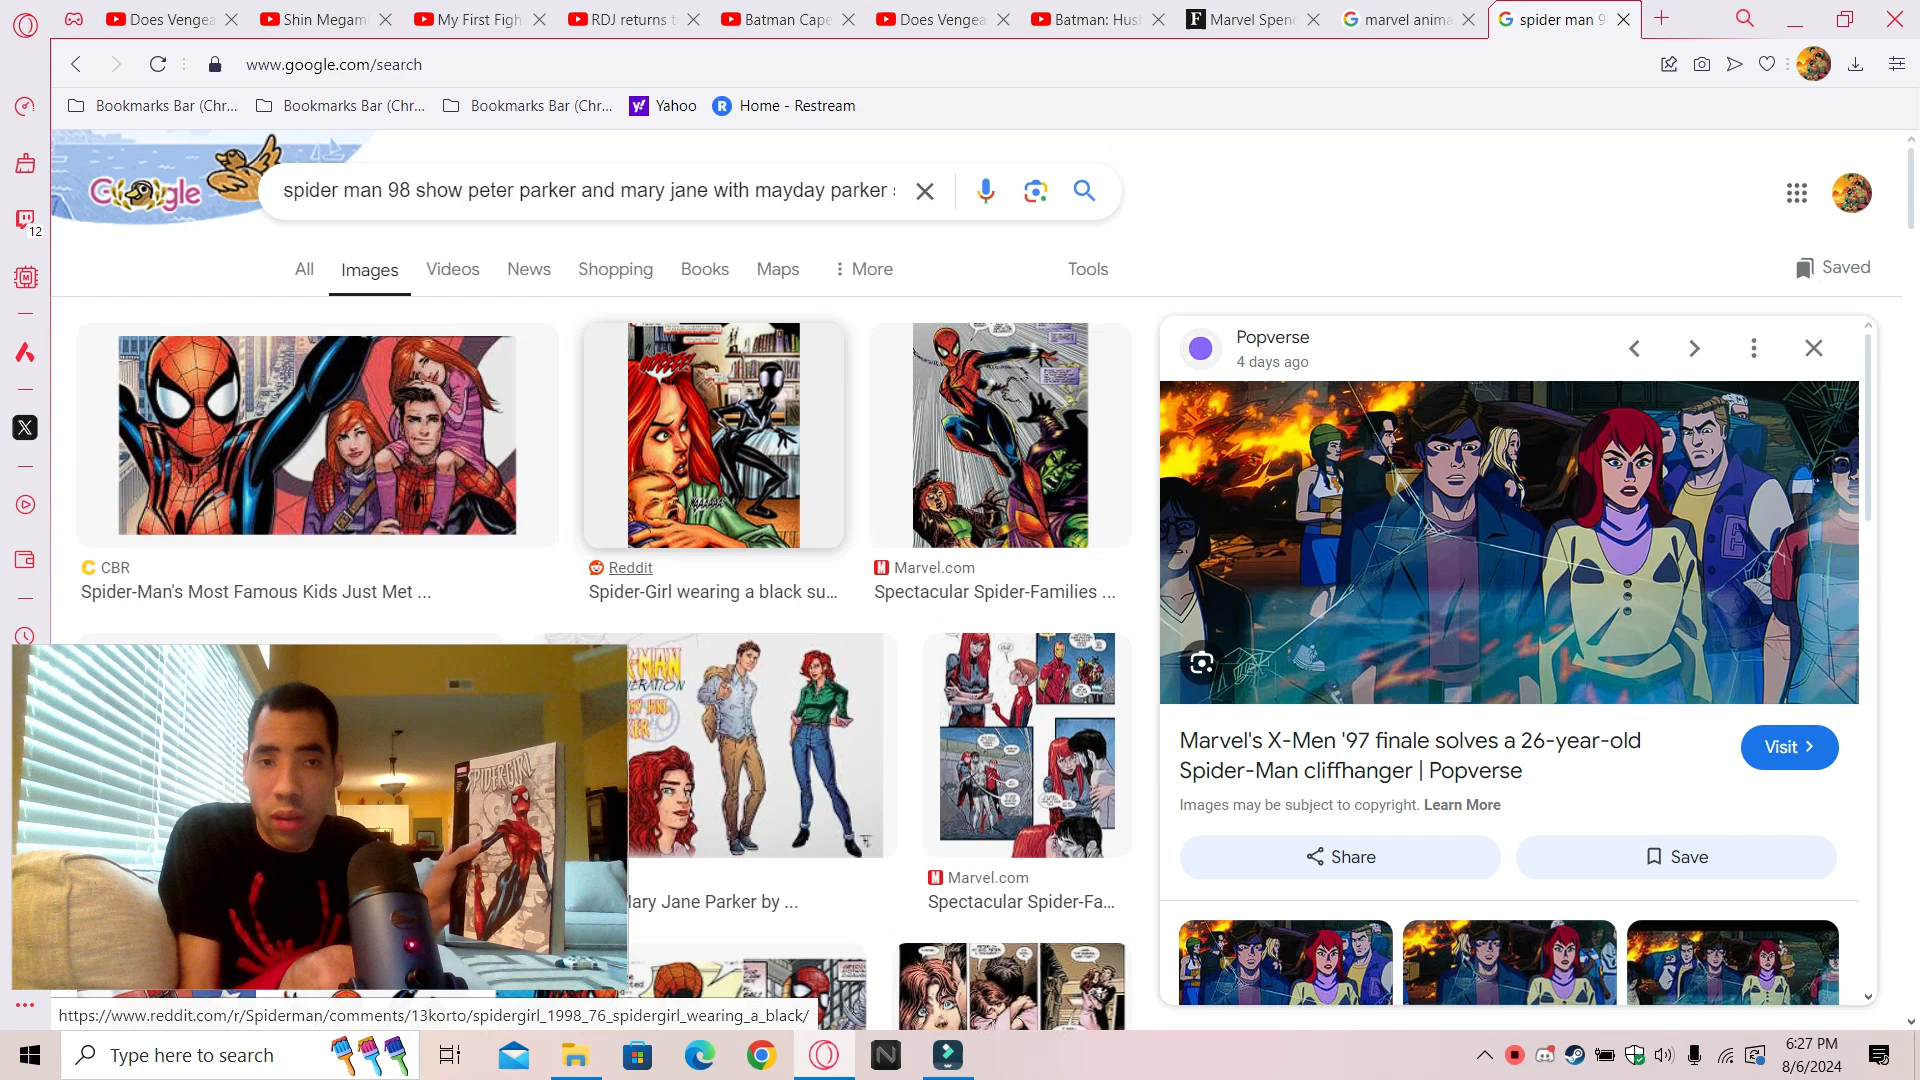 Does Vengea
Shin Megam
My First Figh
RDJ returns t
Batman Cape
Does Vengea
Batman: Hush
Marvel Spen
marvel anima
spider man 9
www.google.com/search
Bookmarks Bar (Chr...
Bookmarks Bar (Chr...
Bookmarks Bar (Chr...
Yahoo
Home - Restream
12
Google
spider man 98 show peter parker and mary jane with mayday parker
All
Images
Videos
News
Shopping
Books
Maps
More
Tools
Saved
CBR
Spider-Man's Most Famous Kids Just Met ...
Reddit
Spider-Girl wearing a black su...
Marvel.com
Spectacular Spider-Families ...
Popverse
4 days ago
Marvel's X-Men '97 finale solves a 26-year-old
Spider-Man cliffhanger | Popverse
Visit
Images may be subject to copyright. Learn More
Share
Save
SPIDER-GIRL
Mary Jane Parker by ...
Marvel.com
Spectacular Spider-Fa...
https://www.reddit.com/r/Spiderman/comments/13korto/spidergirl_1998_76_spidergirl_wearing_a_black/
Type here to search
6:27 PM
8/6/2024